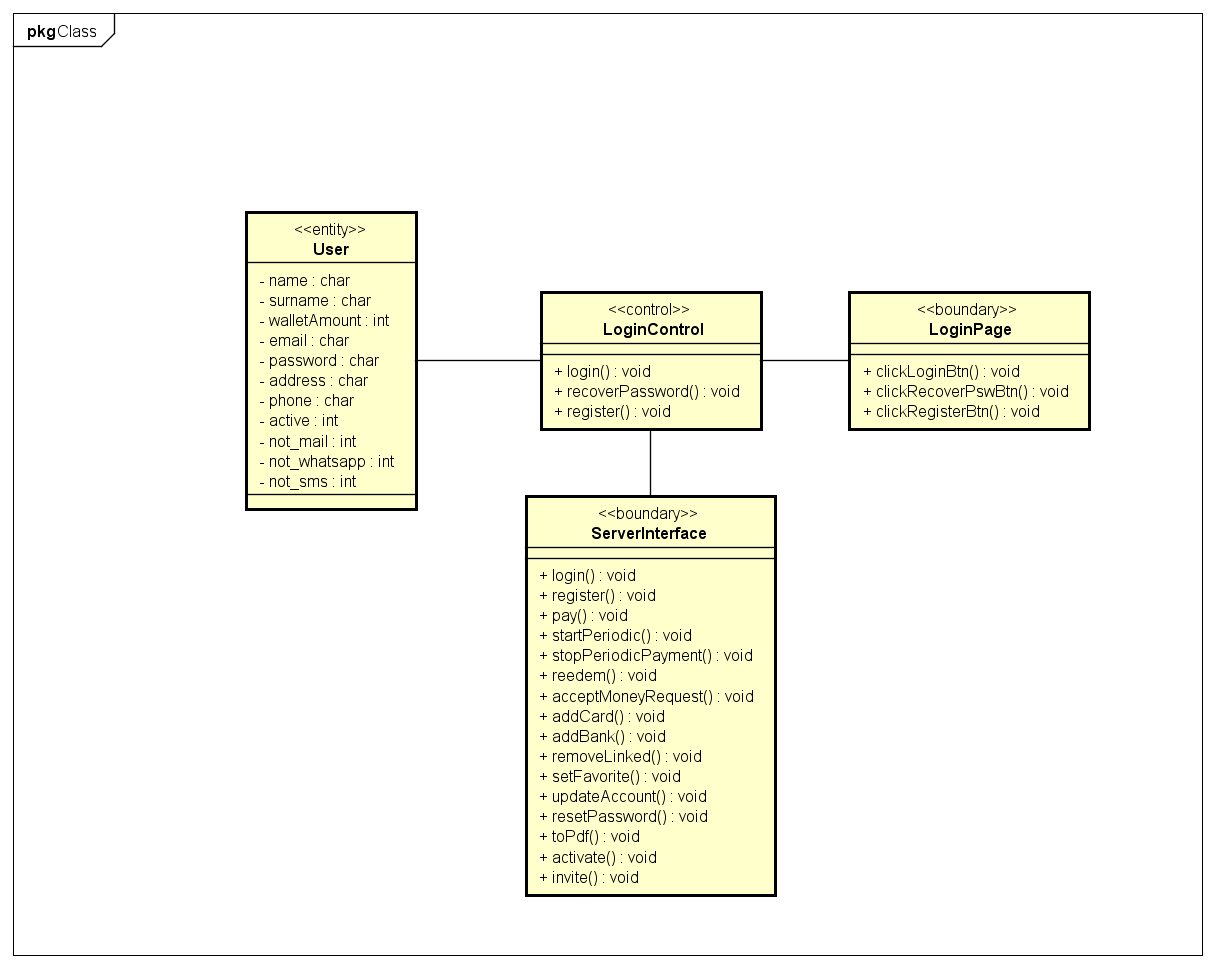 pkg Class
<<entity>>
User
- name : char
- surname : char
- walletAmount : int
- email : char
- password : char
- address : char
- phone : char
- active : int
- not_mail : int
- not_whatsapp : int
- not_sms : int
<<control>>
LoginControl
+ login() : void
+ recoverPassword() : void
+ register() : void
<<boundary>>
LoginPage
+ clickLoginBtn() : void
+ clickRecoverPswBtn() : void
+ clickRegisterBtn() : void
<<boundary>>
ServerInterface
+ login() : void
+ register() : void
+ pay() : void
+ startPeriodic() : void
+ stopPeriodicPayment() : void
+ reedem() : void
+ acceptMoneyRequest() : void
+ addCard() : void
+ addBank() : void
+ removeLinked() : void
+ setFavorite() : void
+ updateAccount() : void
+ resetPassword() : void
+ toPdf() : void
+ activate() : void
+ invite() : void